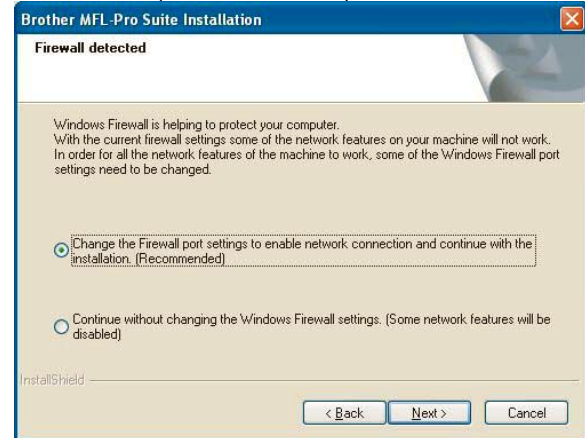 Brother MFL-Pro Suite Installation
Firewall detected
Windows Firewall is helping to protect your computer.
With the current firewall settings some of the network features on your machine will not work.
In order for all the network features of the machine to work, some of the Windows Firewall port
settings need to be changed.
Change the Firewall port settings to enable network connection and continue with the
installation. (Recommended)
Continue without changing the Windows Firewall settings. (Some network features will be
disabled)
InstallShield
< Back Next > Cancel